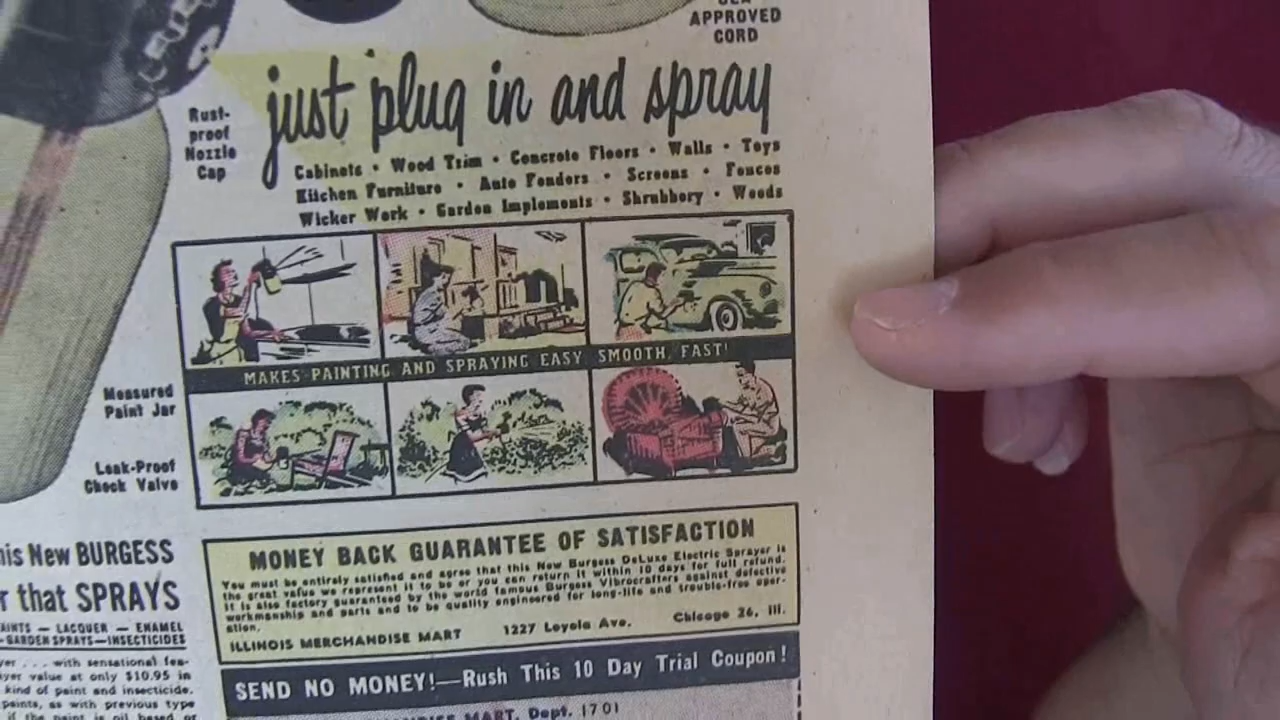 APPROVED
CORD
just plug in and spray
Rust-
proof
Nozzle
Cap
Cabinets • Wood Trim • Concrete Floors • Walls • Toys
Kitchen Furniture • Auto Fenders • Screens • Fences
Wicker Work • Garden Implements • Shrubbery • Weeds
MAKES PAINTING AND SPRAYING EASY SMOOTH, FAST!
Measured
Paint Jar
Leak-Proof
Check Valve
New BURGESS
that SPRAYS
LACQUER — ENAMEL
GARDEN SPRAYS—INSECTICIDES
... with sensational fea-
value at only $10.95 in
kind of paint and insecticide.
paints, as with previous type
if the paint is oil based or
MONEY BACK GUARANTEE OF SATISFACTION
You must be entirely satisfied and agree that this New Burgess DeLuxe Electric Sprayer is
the great value we represent it to be or you can return it within 10 days for full refund.
It is also factory guaranteed by the world famous Burgess Vibrocrafters against defective
workmanship and parts and to be quality engineered for long-life and trouble-free oper-
ation.
ILLINOIS MERCHANDISE MART 1227 Loyola Ave. Chicago 26, Ill.
SEND NO MONEY!—Rush This 10 Day Trial Coupon!
MART, Dept. 1701